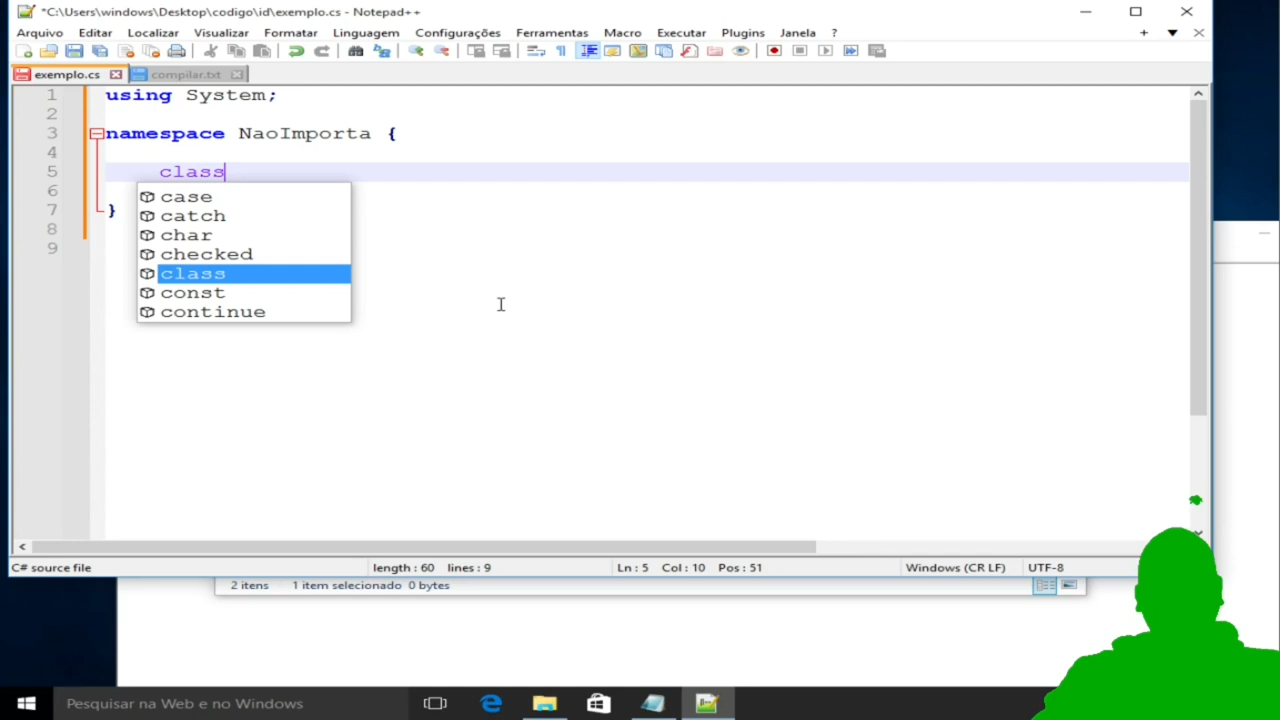 *C:\Users\windows\Desktop\codigo\id\exemplo.cs - Notepad++
Arquivo Editar Localizar Visualizar Formatar Linguagem Configurações Ferramentas Macro Executar Plugins Janela ?
exemplo.cs compilar.txt
1 using System;
2
3 namespace NaoImporta {
4
5 class
6
7 }
8
9
case
catch
char
checked
class
const
continue
C# source file length : 60 lines : 9 Ln : 5 Col : 10 Pos : 51 Windows (CR LF) UTF-8
2 itens 1 item selecionado 0 bytes
Pesquisar na Web e no Windows